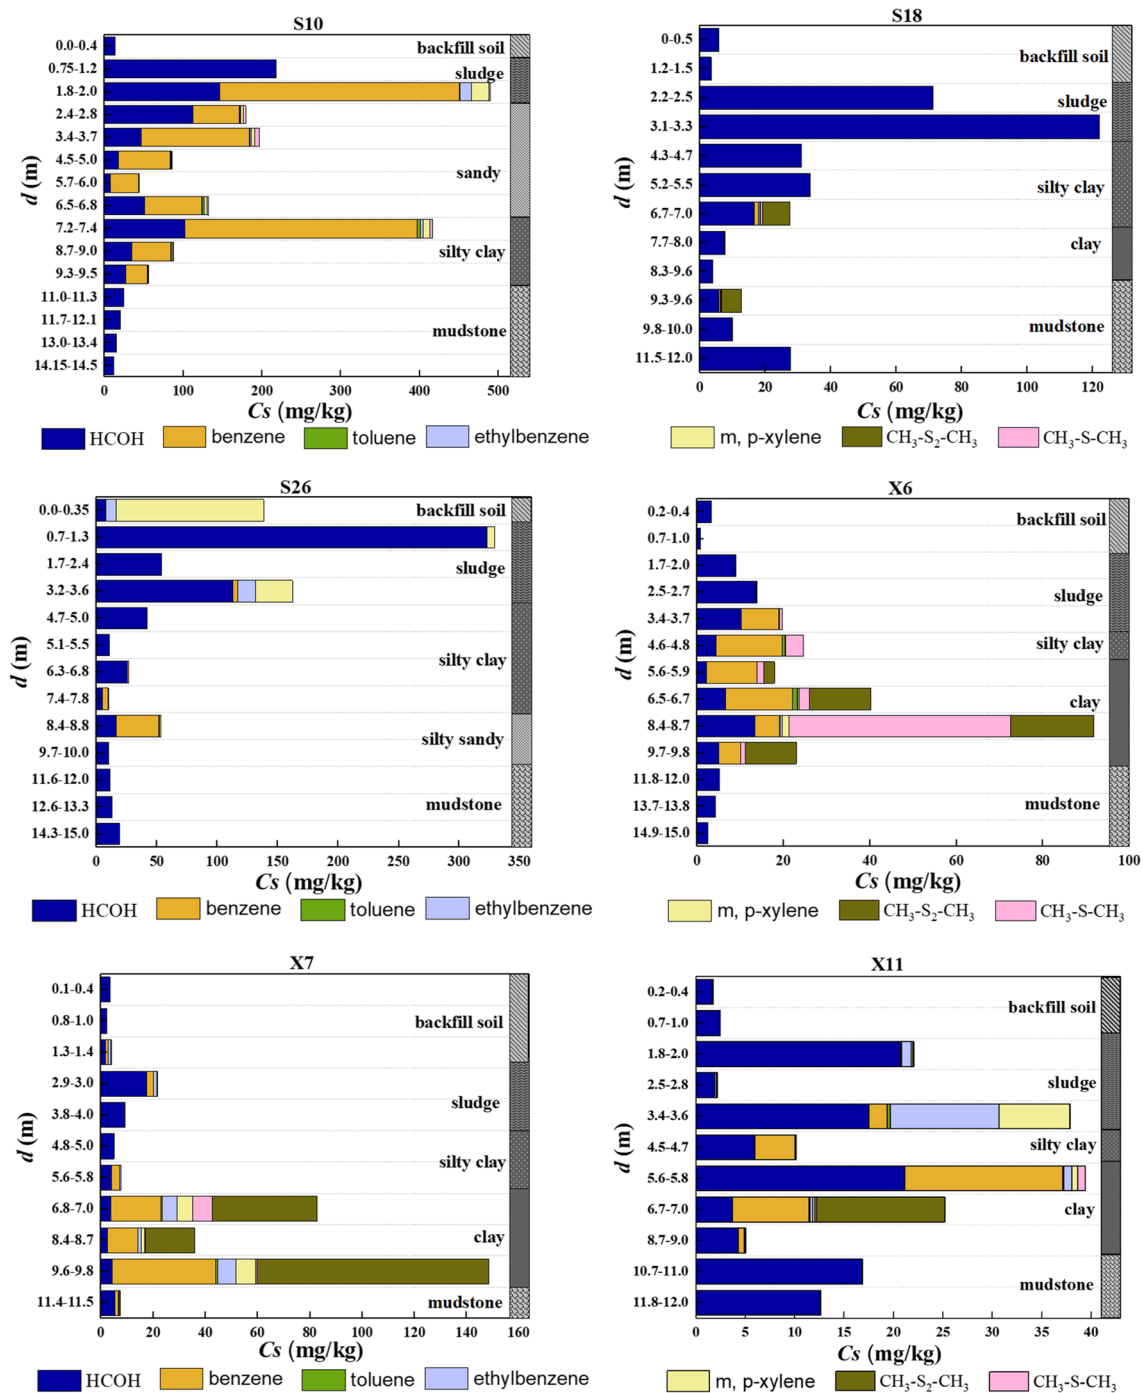 S10
0.0-0.4
backfill soil
0.75-1.2
sludge
1.8-2.0
2.4-2.8
3.4-3.7
4.5-5.0
sandy
5.7-6.0
6.5-6.8
7.2-7.4
8.7-9.0
silty clay
9.3-9.5
11.0-11.3
11.7-12.1
mudstone
13.0-13.4
14.15-14.5
d (m)
0 100 200 300 400 500
Cs (mg/kg)
HCOH benzene toluene ethylbenzene
S18
0-0.5
backfill soil
1.2-1.5
2.2-2.5
sludge
3.1-3.3
4.3-4.7
5.2-5.5
silty clay
6.7-7.0
7.7-8.0
clay
8.3-9.6
9.3-9.6
9.8-10.0
mudstone
11.5-12.0
d (m)
0 20 40 60 80 100 120
Cs (mg/kg)
m, p-xylene CH₃-S₂-CH₃ CH₃-S-CH₃
S26
0.0-0.35
backfill soil
0.7-1.3
1.7-2.4
sludge
3.2-3.6
4.7-5.0
5.1-5.5
silty clay
6.3-6.8
7.4-7.8
8.4-8.8
silty sandy
9.7-10.0
11.6-12.0
12.6-13.3
mudstone
14.3-15.0
d (m)
0 50 100 150 200 250 300 350
Cs (mg/kg)
HCOH benzene toluene ethylbenzene
X6
0.2-0.4
backfill soil
0.7-1.0
1.7-2.0
2.5-2.7
sludge
3.4-3.7
4.6-4.8
silty clay
5.6-5.9
6.5-6.7
clay
8.4-8.7
9.7-9.8
11.8-12.0
13.7-13.8
mudstone
14.9-15.0
d (m)
0 20 40 60 80 100
Cs (mg/kg)
m, p-xylene CH₃-S₂-CH₃ CH₃-S-CH₃
X7
0.1-0.4
0.8-1.0
backfill soil
1.3-1.4
2.9-3.0
sludge
3.8-4.0
4.8-5.0
silty clay
5.6-5.8
6.8-7.0
clay
8.4-8.7
9.6-9.8
11.4-11.5
mudstone
d (m)
0 20 40 60 80 100 120 140 160
Cs (mg/kg)
HCOH benzene toluene ethylbenzene
X11
0.2-0.4
backfill soil
0.7-1.0
1.8-2.0
2.5-2.8
sludge
3.4-3.6
4.5-4.7
silty clay
5.6-5.8
6.7-7.0
clay
8.7-9.0
10.7-11.0
mudstone
11.8-12.0
d (m)
0 5 10 15 20 25 30 35 40
Cs (mg/kg)
m, p-xylene CH₃-S₂-CH₃ CH₃-S-CH₃